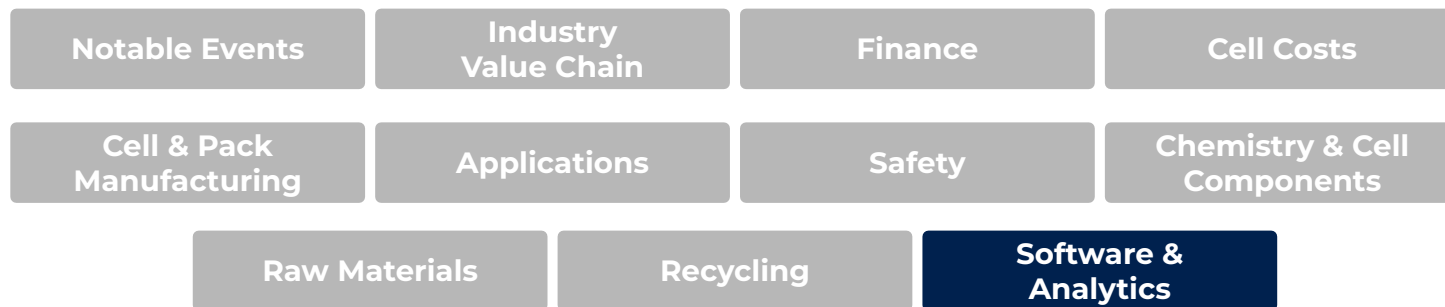 Notable Events
Industry
Value Chain
Finance
Cell Costs
Cell & Pack
Manufacturing
Applications
Safety
Chemistry & Cell
Components
Raw Materials
Recycling
Software &
Analytics